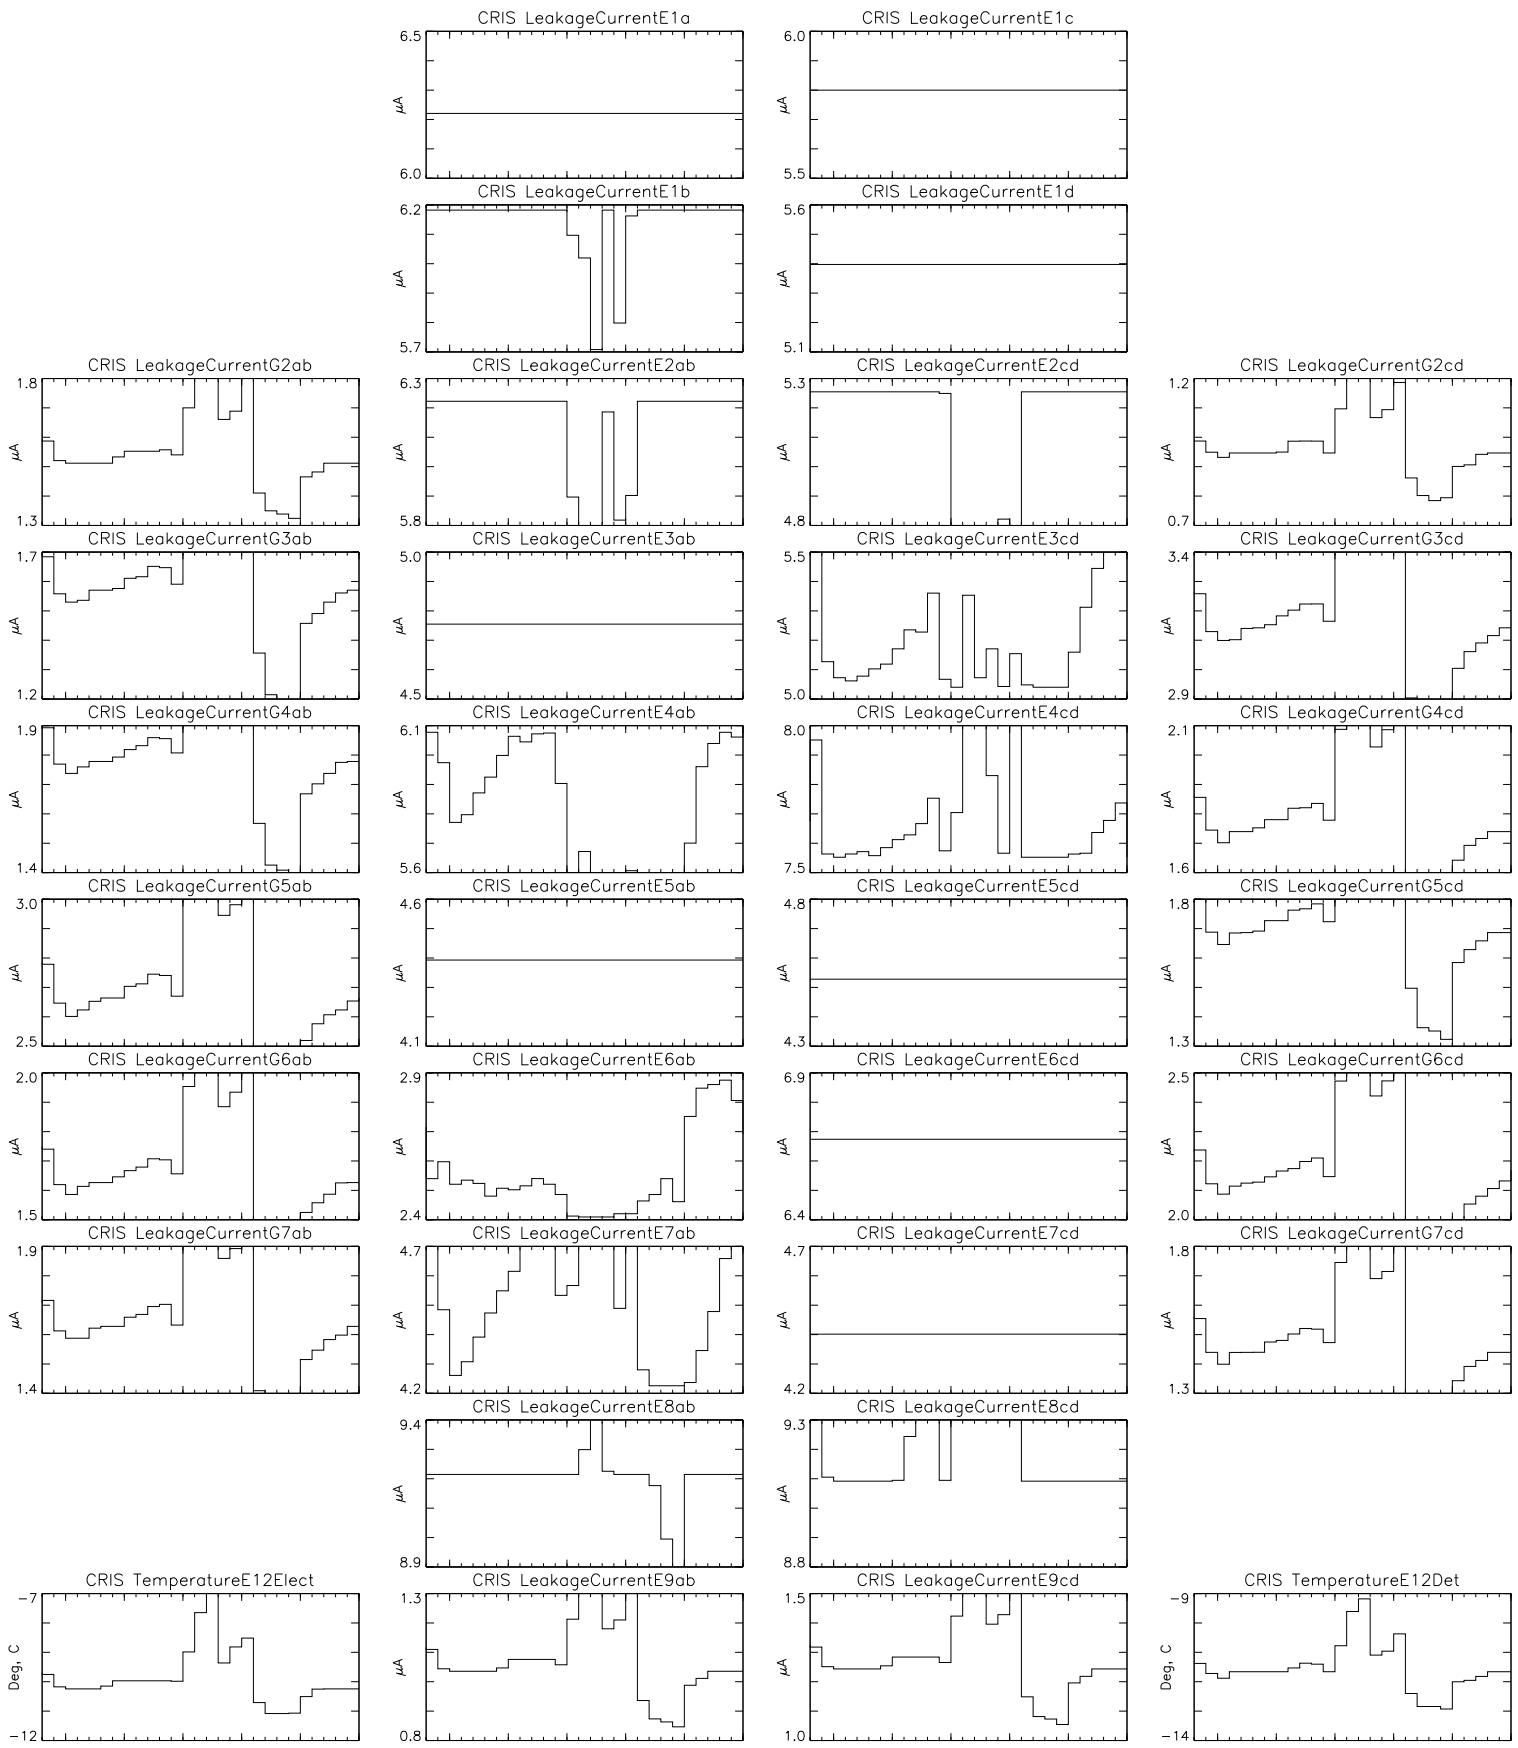 CRIS LeakageCurrentE1a
CRIS LeakageCurrentE1c
6.5
μA
6.0
6.0
μA
5.5
CRIS LeakageCurrentE1b
CRIS LeakageCurrentE1d
6.2
μA
5.7
5.6
μA
5.1
CRIS LeakageCurrentG2ab
CRIS LeakageCurrentE2ab
CRIS LeakageCurrentE2cd
CRIS LeakageCurrentG2cd
1.8
μA
1.3
6.3
μA
5.8
5.3
μA
4.8
1.2
μA
0.7
CRIS LeakageCurrentG3ab
CRIS LeakageCurrentE3ab
CRIS LeakageCurrentE3cd
CRIS LeakageCurrentG3cd
1.7
μA
1.2
5.0
μA
4.5
5.5
μA
5.0
3.4
μA
2.9
CRIS LeakageCurrentG4ab
CRIS LeakageCurrentE4ab
CRIS LeakageCurrentE4cd
CRIS LeakageCurrentG4cd
1.9
μA
1.4
6.1
μA
5.6
8.0
μA
7.5
2.1
μA
1.6
CRIS LeakageCurrentG5ab
CRIS LeakageCurrentE5ab
CRIS LeakageCurrentE5cd
CRIS LeakageCurrentG5cd
3.0
μA
2.5
4.6
μA
4.1
4.8
μA
4.3
1.8
μA
1.3
CRIS LeakageCurrentG6ab
CRIS LeakageCurrentE6ab
CRIS LeakageCurrentE6cd
CRIS LeakageCurrentG6cd
2.0
μA
1.5
2.9
μA
2.4
6.9
μA
6.4
2.5
μA
2.0
CRIS LeakageCurrentG7ab
CRIS LeakageCurrentE7ab
CRIS LeakageCurrentE7cd
CRIS LeakageCurrentG7cd
1.9
μA
1.4
4.7
μA
4.2
4.7
μA
4.2
1.8
μA
1.3
CRIS LeakageCurrentE8ab
CRIS LeakageCurrentE8cd
9.4
μA
8.9
9.3
μA
8.8
CRIS TemperatureE12Elect
CRIS LeakageCurrentE9ab
CRIS LeakageCurrentE9cd
CRIS TemperatureE12Det
-7
Deg, C
-12
1.3
μA
0.8
1.5
μA
1.0
-9
Deg, C
-14